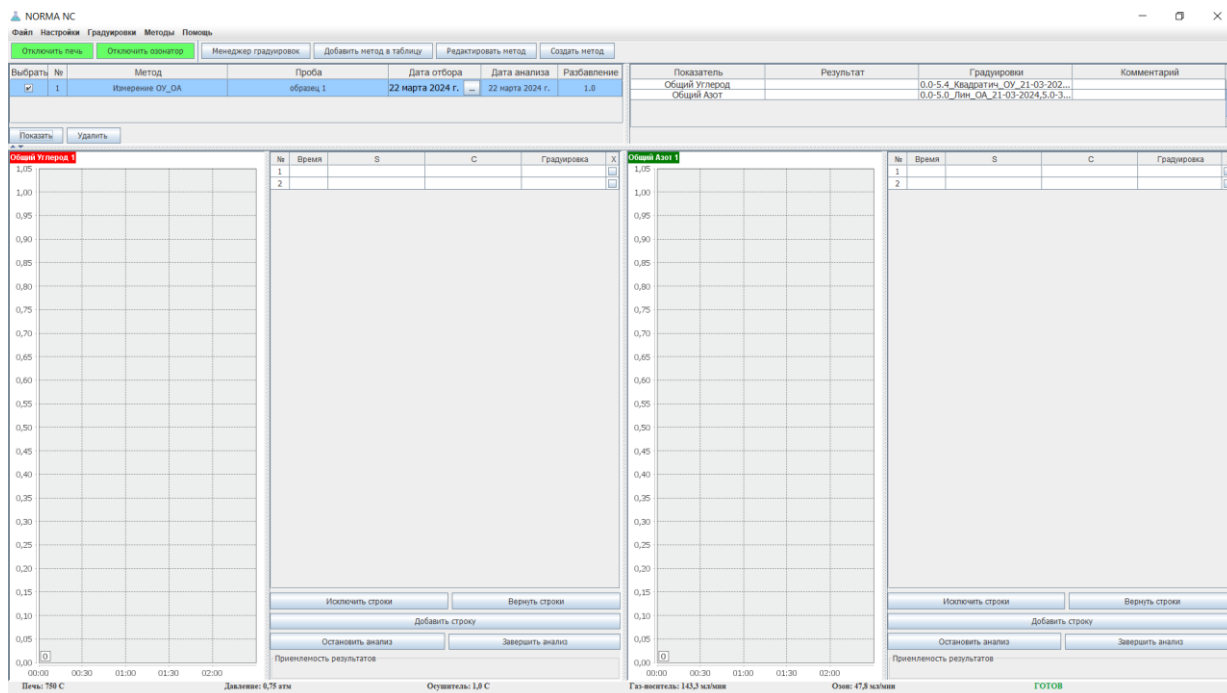 NORMA NC
Файл Настройки Градуировки Методы Помощь
Отключить печь Отключить озонатор Менеджер градуировок Добавить метод в таблицу Редактировать метод Создать метод
Выбрать № Метод Проба Дата отбора Дата анализа Разбавление
1 Измерение ОУ_ОА образец 1 22 марта 2024 г. ... 22 марта 2024 г. 1.0
Показатель Результат Градуировки Комментарий
Общий Углерод 0.0-5.4_Квадратич_ОУ_21-03-202...
Общий Азот 0.0-5.0_Лин_ОА_21-03-2024,5.0-3...
Показать Удалить
Общий Углерод 1
1,05
1,00
0,95
0,90
0,85
0,80
0,75
0,70
0,65
0,60
0,55
0,50
0,45
0,40
0,35
0,30
0,25
0,20
0,15
0,10
0,05
0,00
0
00:00 00:30 01:00 01:30 02:00
№ Время S C Градуировка X
1
2
Исключить строки Вернуть строки
Добавить строку
Остановить анализ Завершить анализ
Приемлемость результатов
Общий Азот 1
1,05
1,00
0,95
0,90
0,85
0,80
0,75
0,70
0,65
0,60
0,55
0,50
0,45
0,40
0,35
0,30
0,25
0,20
0,15
0,10
0,05
0,00
0
00:00 00:30 01:00 01:30 02:00
№ Время S C Градуировка
1
2
Исключить строки Вернуть строки
Добавить строку
Остановить анализ Завершить анализ
Приемлемость результатов
Печь: 750 С Давление: 0,75 атм Осушитель: 1,0 С Газ-носитель: 143,3 мл/мин Озон: 47,8 мл/мин ГОТОВ